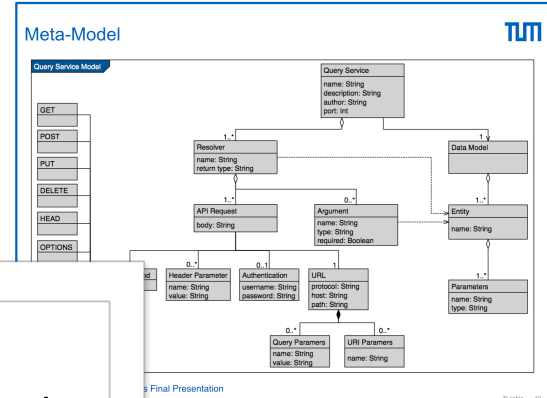 Meta-Model
TUM
Query Service Model
Query Service
name: String
description: String
author: String
port: Int
GET
POST
PUT
DELETE
HEAD
OPTIONS
1..*
Resolver
name: String
return type: String
1
Data Model
1..*
API Request
body: String
0..*
Argument
name: String
type: String
required: Boolean
1..*
Entity
name: String
0..*
Header Parameter
name: String
value: String
0..1
Authentication
username: String
password: String
1
URL
protocol: String
host: String
path: String
1..*
Parameters
name: String
type: String
0..*
Query Paramers
name: String
value: String
0..*
URI Paramers
name: String
s Final Presentation